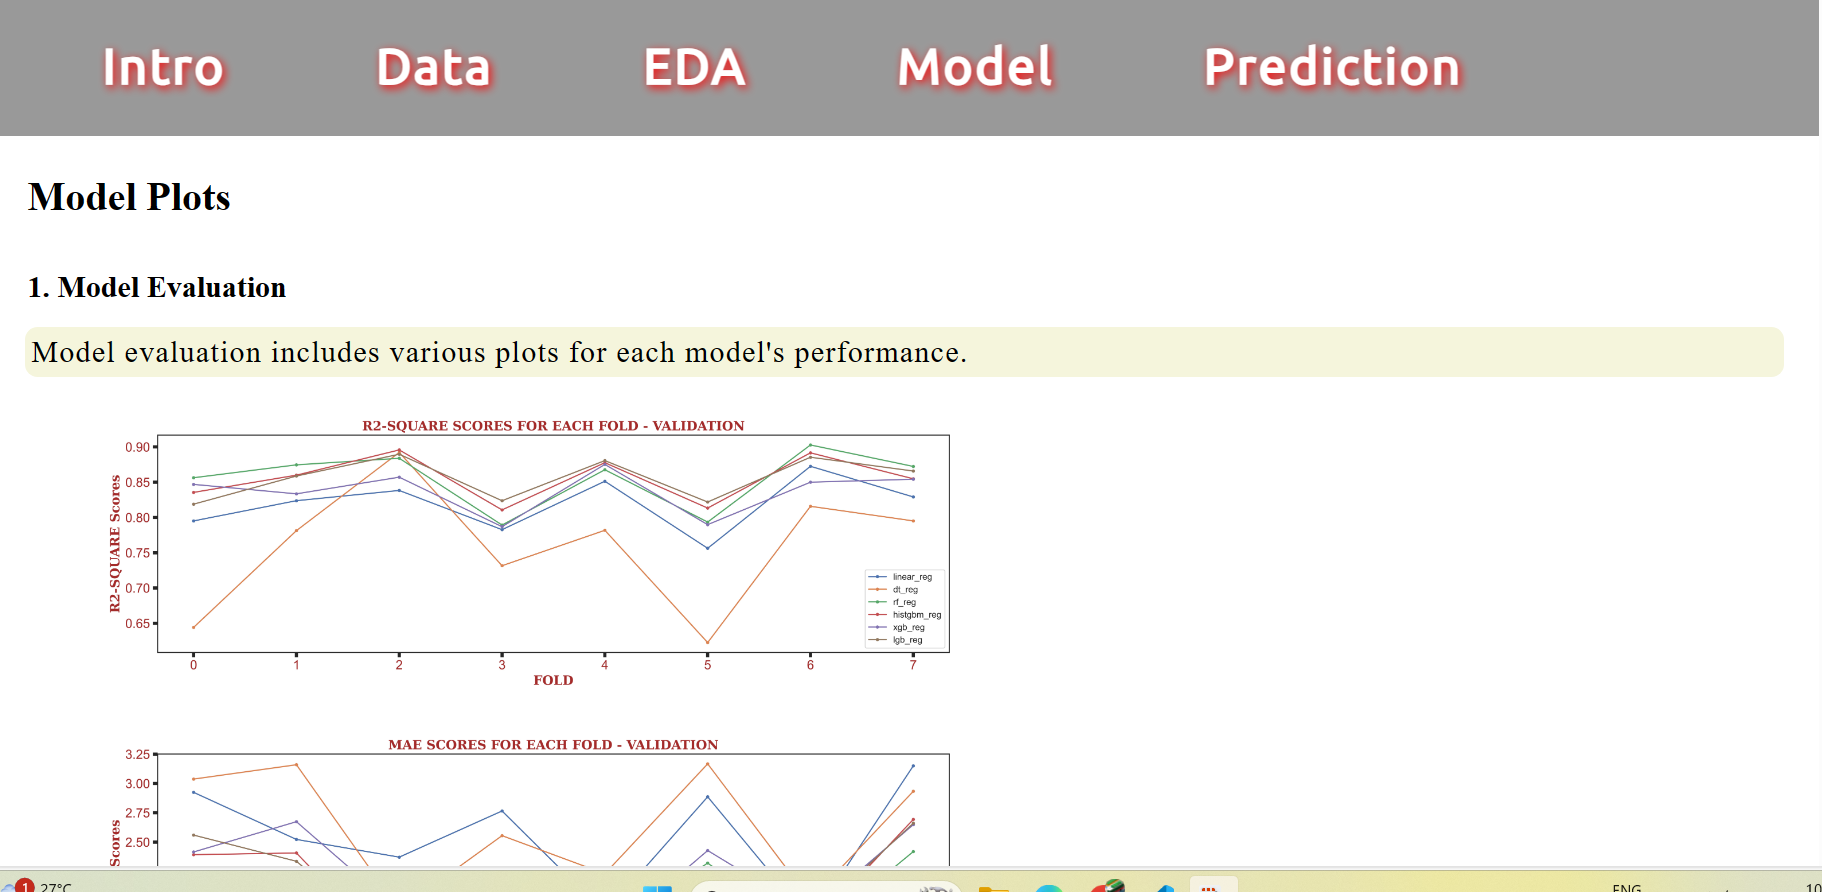 Intro Data EDA Model Prediction
Model Plots
1. Model Evaluation
Model evaluation includes various plots for each model's performance.
R2-SQUARE SCORES FOR EACH FOLD - VALIDATION
R2-SQUARE Scores
0.90
0.85
0.80
0.75
0.70
0.65
linear_reg
dt_reg
rf_reg
histgbm_reg
xgb_reg
lgb_reg
0 1 2 3 4 5 6 7
FOLD
MAE SCORES FOR EACH FOLD - VALIDATION
Scores
3.25
3.00
2.75
2.50
1 27°C
ENG
10